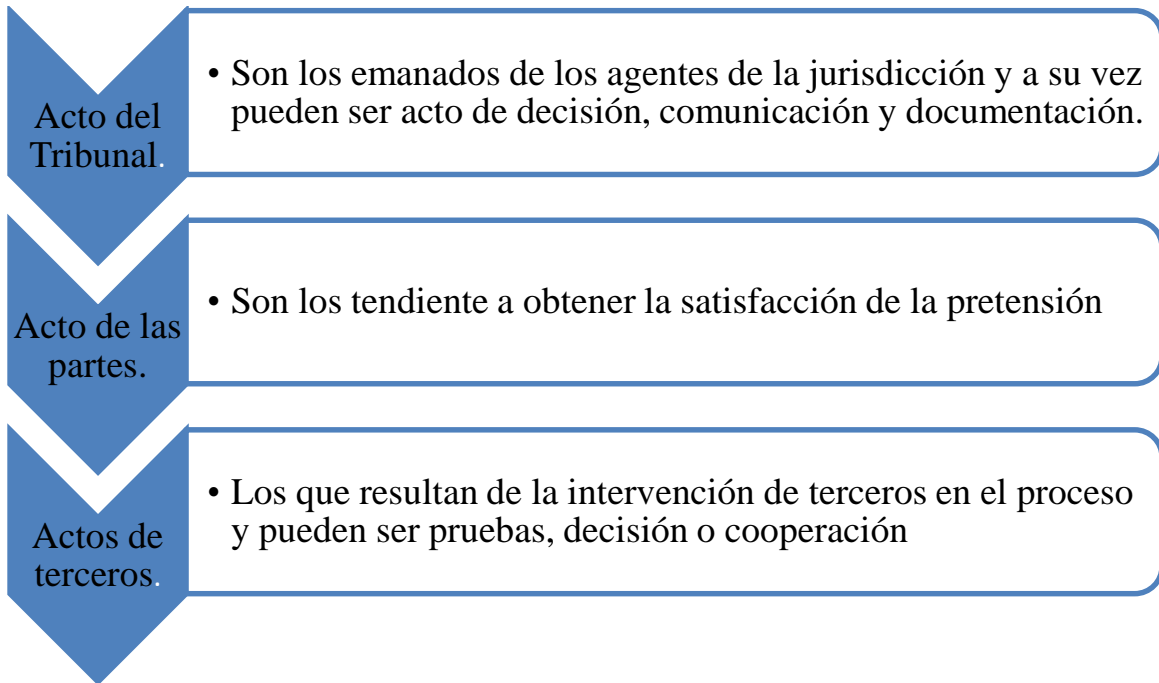 Acto del
Tribunal.
• Son los emanados de los agentes de la jurisdicción y a su vez
pueden ser acto de decisión, comunicación y documentación.
Acto de las
partes.
• Son los tendiente a obtener la satisfacción de la pretensión
Actos de
terceros.
• Los que resultan de la intervención de terceros en el proceso
y pueden ser pruebas, decisión o cooperación